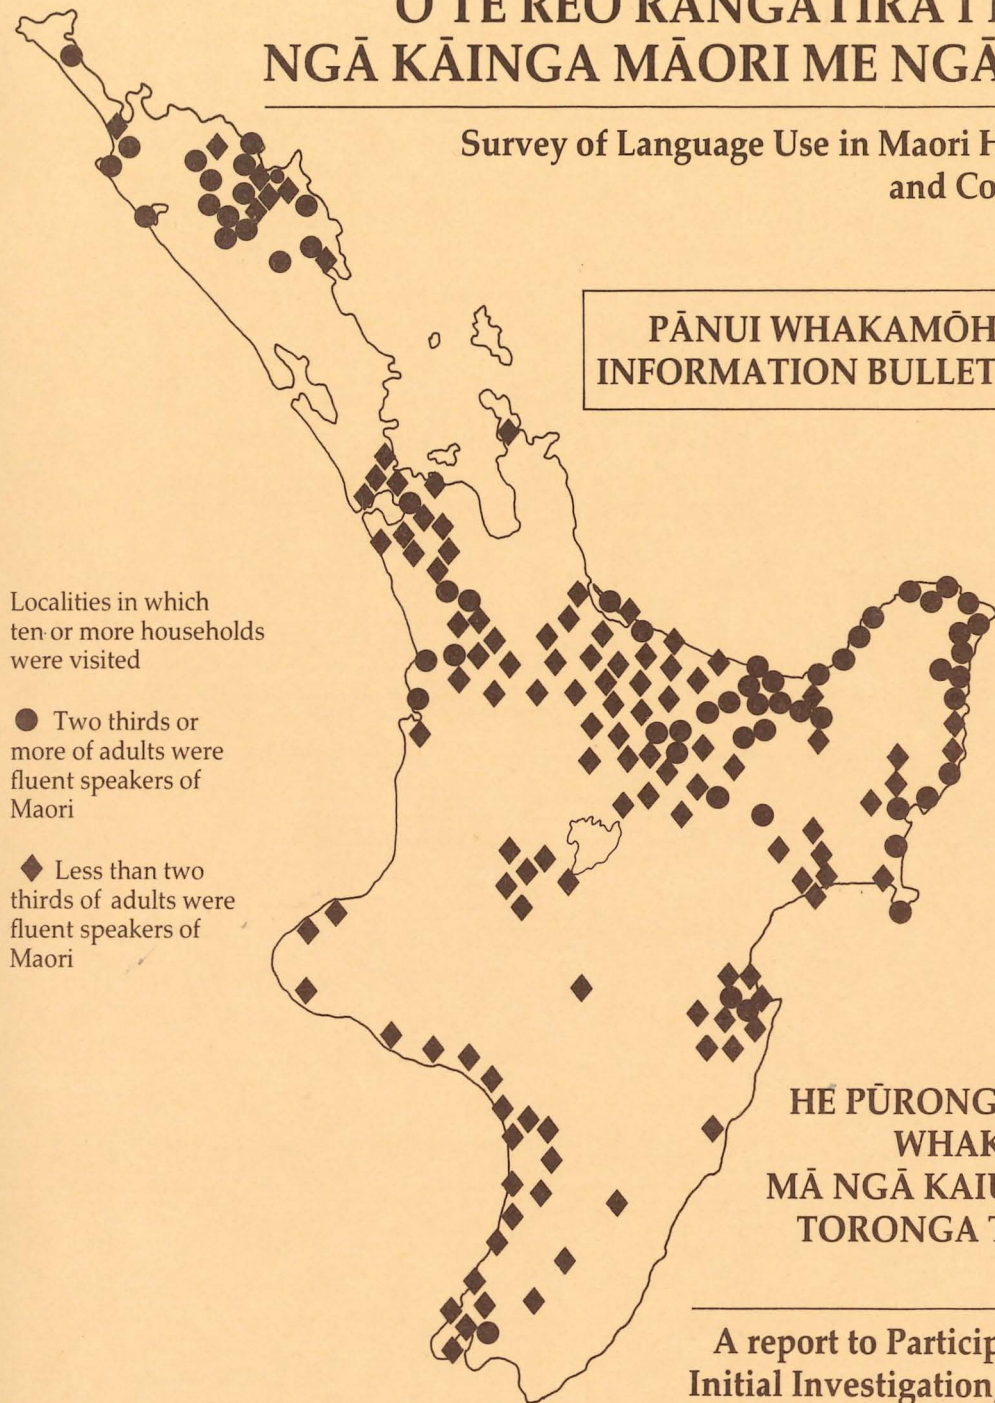 O TE REO RANGATIRA I
NGĀ KĀINGA MĀORI ME NGĀ
Survey of Language Use in Maori H
and Co
PĀNUI WHAKAMŌH
INFORMATION BULLET
Localities in which
ten or more households
were visited
Two thirds or
more of adults were
fluent speakers of
Maori
Less than two
thirds of adults were
fluent speakers of
Maori
HE PŪRONG
WHAK
MĀ NGĀ KAIU
TORONGA T
A report to Particip
Initial Investigation,